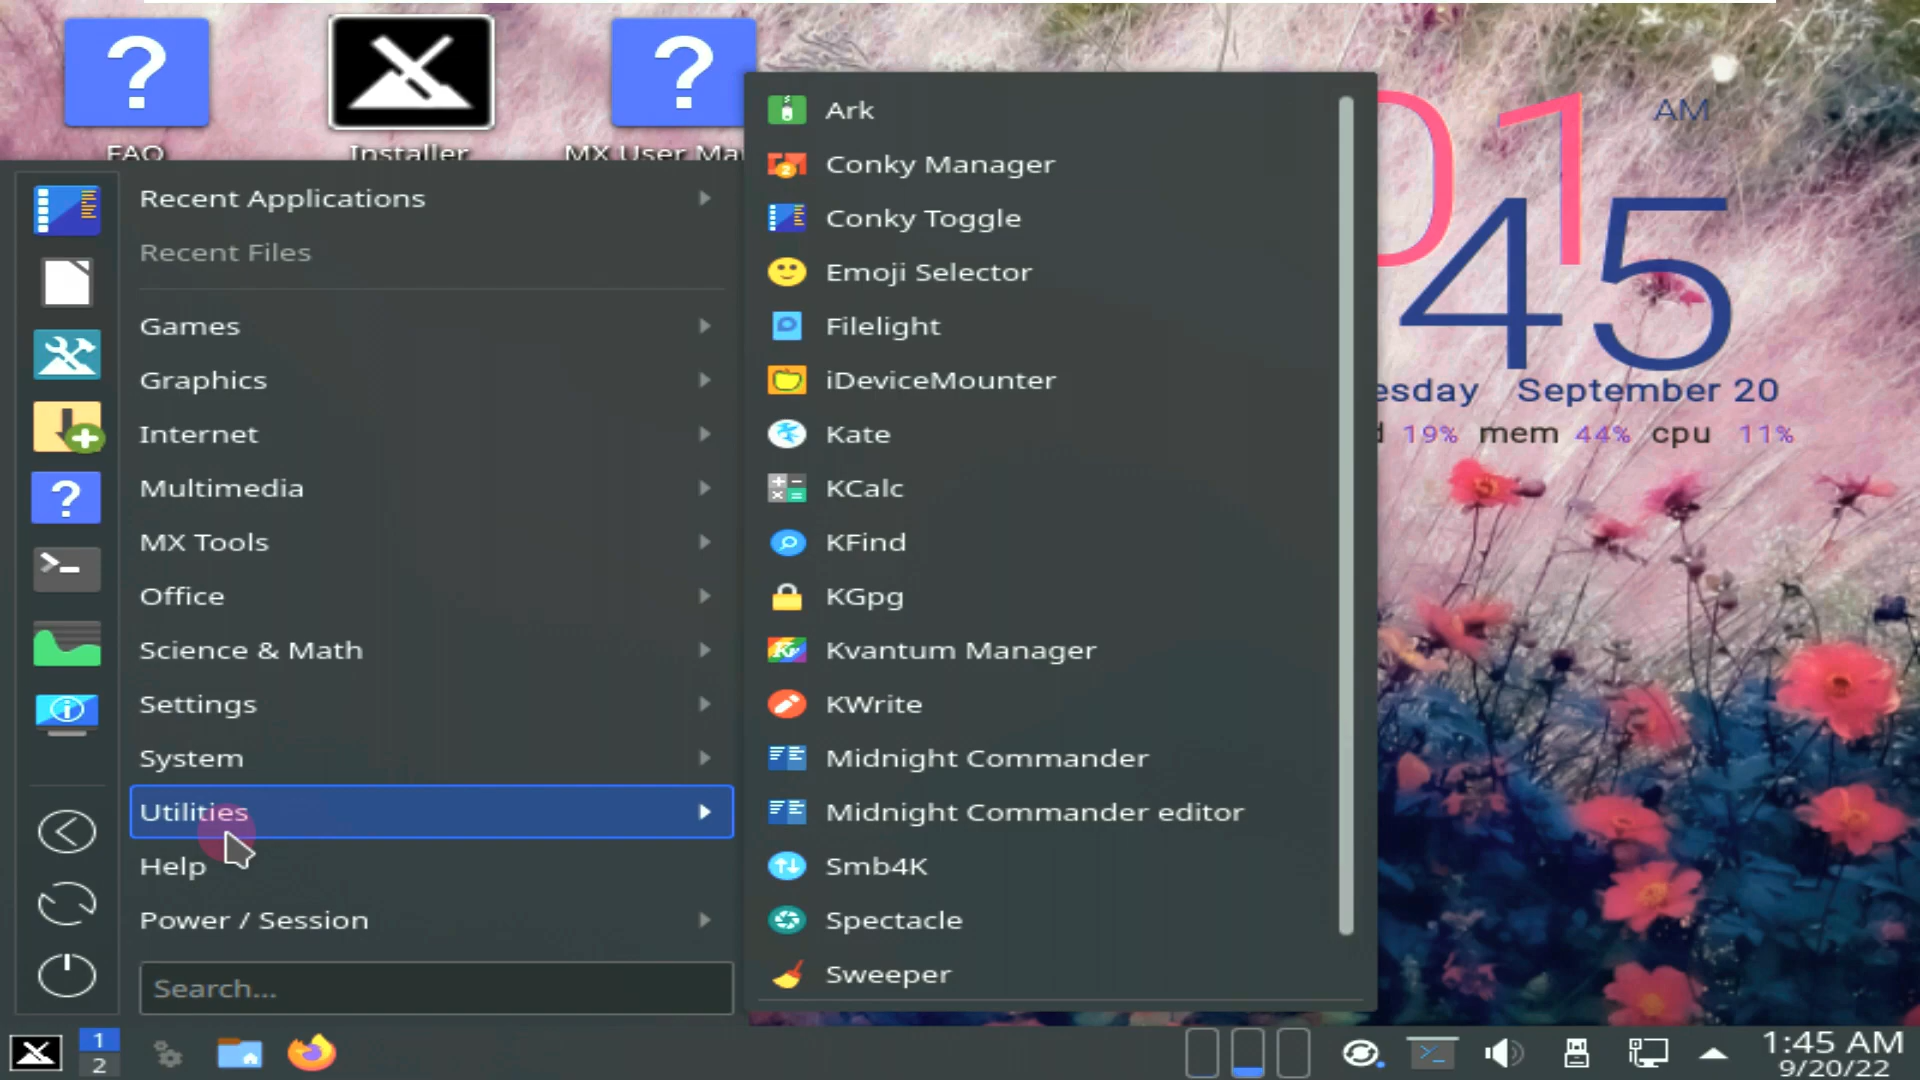 FAQ
Installer
MX User Ma
01 AM
45
esday September 20
d 19% mem 44% cpu 11%
Recent Applications
Recent Files
Games
Graphics
Internet
Multimedia
MX Tools
Office
Science & Math
Settings
System
Utilities
Help
Power / Session
Search...
Ark
Conky Manager
Conky Toggle
Emoji Selector
Filelight
iDeviceMounter
Kate
KCalc
KFind
KGpg
Kvantum Manager
KWrite
Midnight Commander
Midnight Commander editor
Smb4K
Spectacle
Sweeper
1
2
1:45 AM
9/20/22